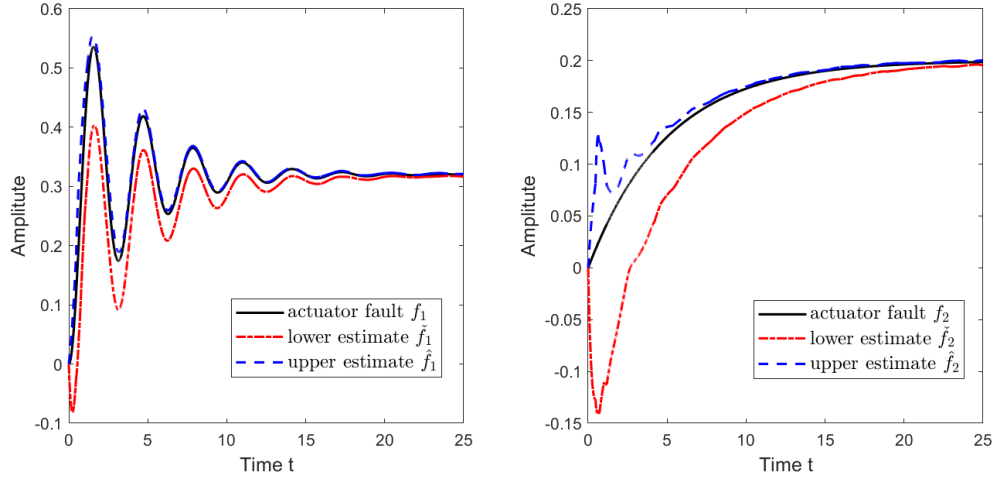 0.6
0.5
0.4
0.3
0.2
0.1
0
-0.1
Amplitute
0 5 10 15 20 25
Time t
actuator fault f₁
lower estimate f̌₁
upper estimate f̂₁
0.25
0.2
0.15
0.1
0.05
0
-0.05
-0.1
-0.15
Amplitute
0 5 10 15 20 25
Time t
actuator fault f₂
lower estimate f̌₂
upper estimate f̂₂